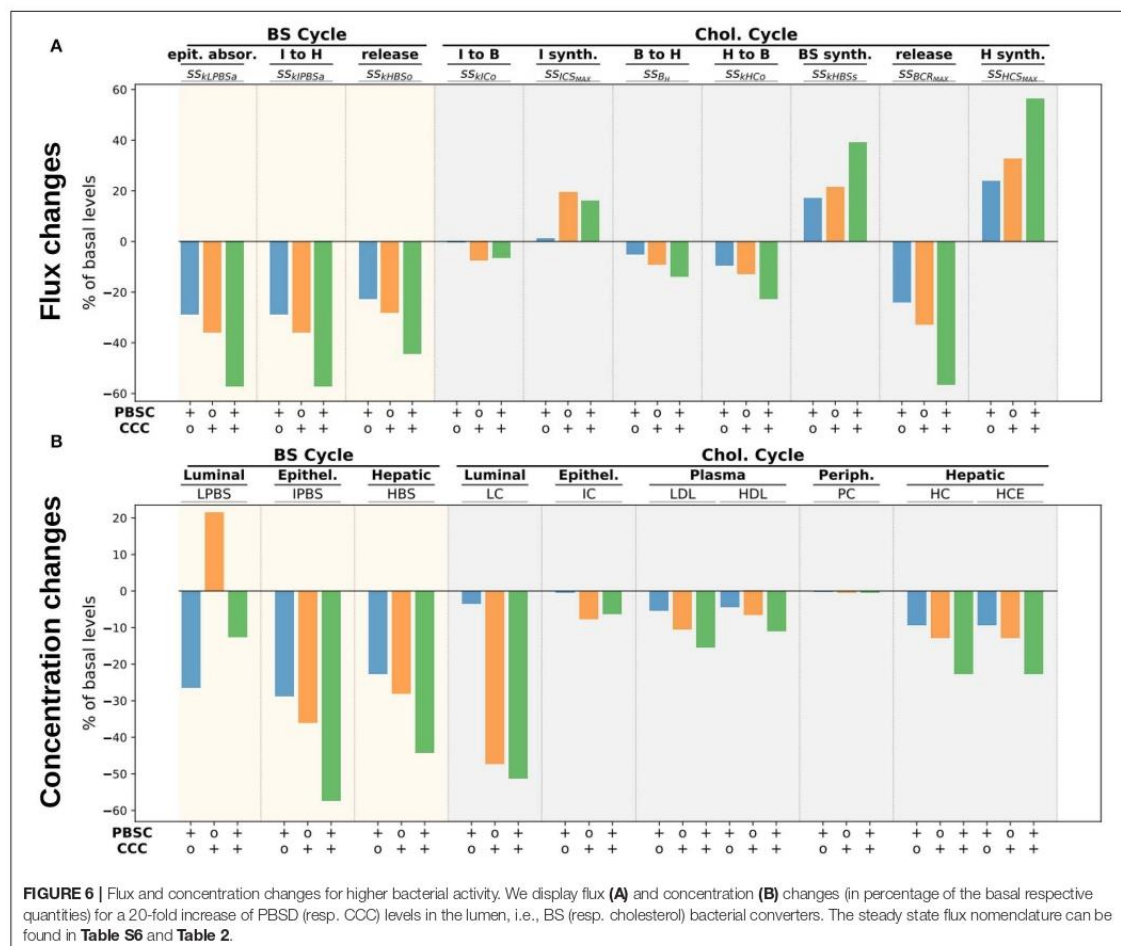 A
BS Cycle Chol. Cycle
epit. absor. I to H release I to B I synth. B to H H to B BS synth. release H synth.
SSkLPBSa SSkIPBSa SSkHBSo SSkICo SSICSMAX SSBH SSkHCo SSkHBSs SSBCRMAX SSHCSMAX
Flux changes
% of basal levels
60
40
20
0
−20
−40
−60
PBSC + o + + o + + o + + o + + o + + o + + o + + o + + o + + o +
CCC o + + o + + o + + o + + o + + o + + o + + o + + o + + o + +
B
BS Cycle Chol. Cycle
Luminal Epithel. Hepatic Luminal Epithel. Plasma Periph. Hepatic
LPBS IPBS HBS LC IC LDL HDL PC HC HCE
Concentration changes
% of basal levels
20
10
0
−10
−20
−30
−40
−50
−60
PBSC + o + + o + + o + + o + + o + + o + + o + + o + + o + + o +
CCC o + + o + + o + + o + + o + + o + + o + + o + + o + + o + +
FIGURE 6 | Flux and concentration changes for higher bacterial activity. We display flux (A) and concentration (B) changes (in percentage of the basal respective
quantities) for a 20-fold increase of PBSD (resp. CCC) levels in the lumen, i.e., BS (resp. cholesterol) bacterial converters. The steady state flux nomenclature can be
found in Table S6 and Table 2.